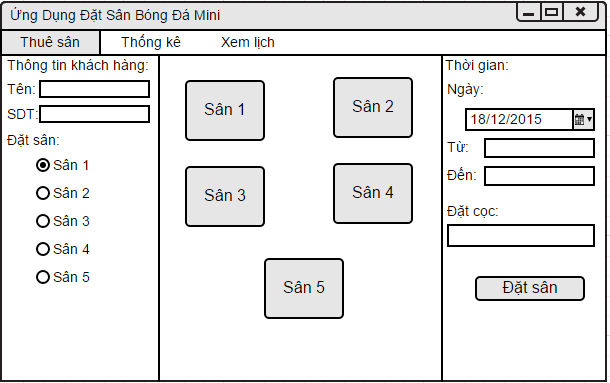 Ứng Dụng Đặt Sân Bóng Đá Mini
Thuê sân Thống kê Xem lịch
Thông tin khách hàng:
Tên:
SDT:
Đặt sân:
Sân 1
Sân 2
Sân 3
Sân 4
Sân 5
Sân 1
Sân 2
Sân 3
Sân 4
Sân 5
Thời gian:
Ngày:
18/12/2015
Từ:
Đến:
Đặt cọc:
Đặt sân